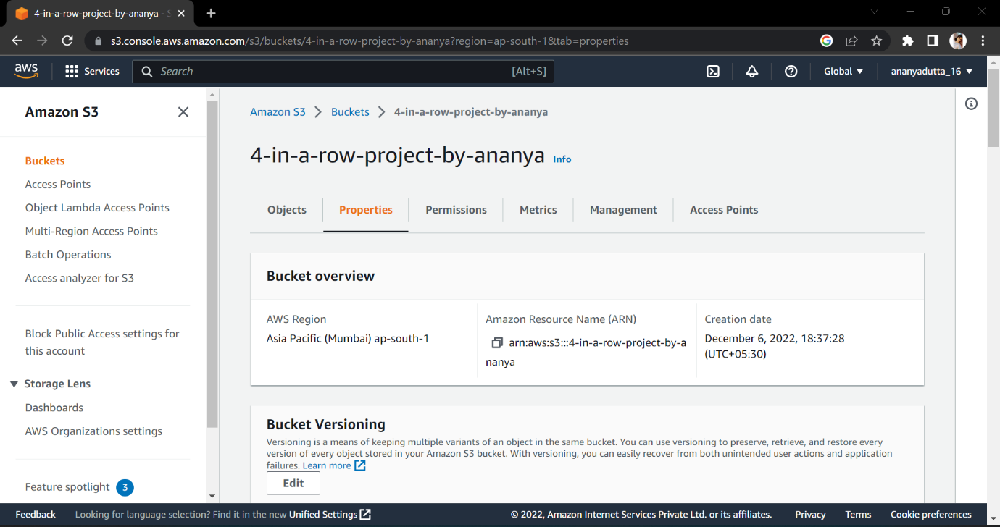 4-in-a-row-project-by-ananya - S
s3.console.aws.amazon.com/s3/buckets/4-in-a-row-project-by-ananya?region=ap-south-1&tab=properties
aws
Services
Search
[Alt+S]
Global
ananyadutta_16
Amazon S3
Buckets
Access Points
Object Lambda Access Points
Multi-Region Access Points
Batch Operations
Access analyzer for S3
Block Public Access settings for
this account
Storage Lens
Dashboards
AWS Organizations settings
Feature spotlight 3
Amazon S3 > Buckets > 4-in-a-row-project-by-ananya
4-in-a-row-project-by-ananya Info
Objects
Properties
Permissions
Metrics
Management
Access Points
Bucket overview
AWS Region
Asia Pacific (Mumbai) ap-south-1
Amazon Resource Name (ARN)
arn:aws:s3:::4-in-a-row-project-by-a
nanya
Creation date
December 6, 2022, 18:37:28
(UTC+05:30)
Bucket Versioning
Versioning is a means of keeping multiple variants of an object in the same bucket. You can use versioning to preserve, retrieve, and restore every
version of every object stored in your Amazon S3 bucket. With versioning, you can easily recover from both unintended user actions and application
failures. Learn more
Edit
Feedback
Looking for language selection? Find it in the new Unified Settings
© 2022, Amazon Internet Services Private Ltd. or its affiliates.
Privacy
Terms
Cookie preferences